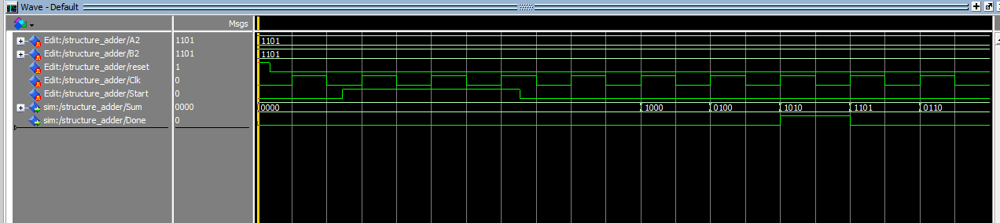 Wave - Default
Msgs
Edit:/structure_adder/A2 1101 1101
Edit:/structure_adder/B2 1101 1101
Edit:/structure_adder/reset 1
Edit:/structure_adder/Clk 0
Edit:/structure_adder/Start 0
sim:/structure_adder/Sum 0000 0000 1000 0100 1010 1101 0110
sim:/structure_adder/Done 0